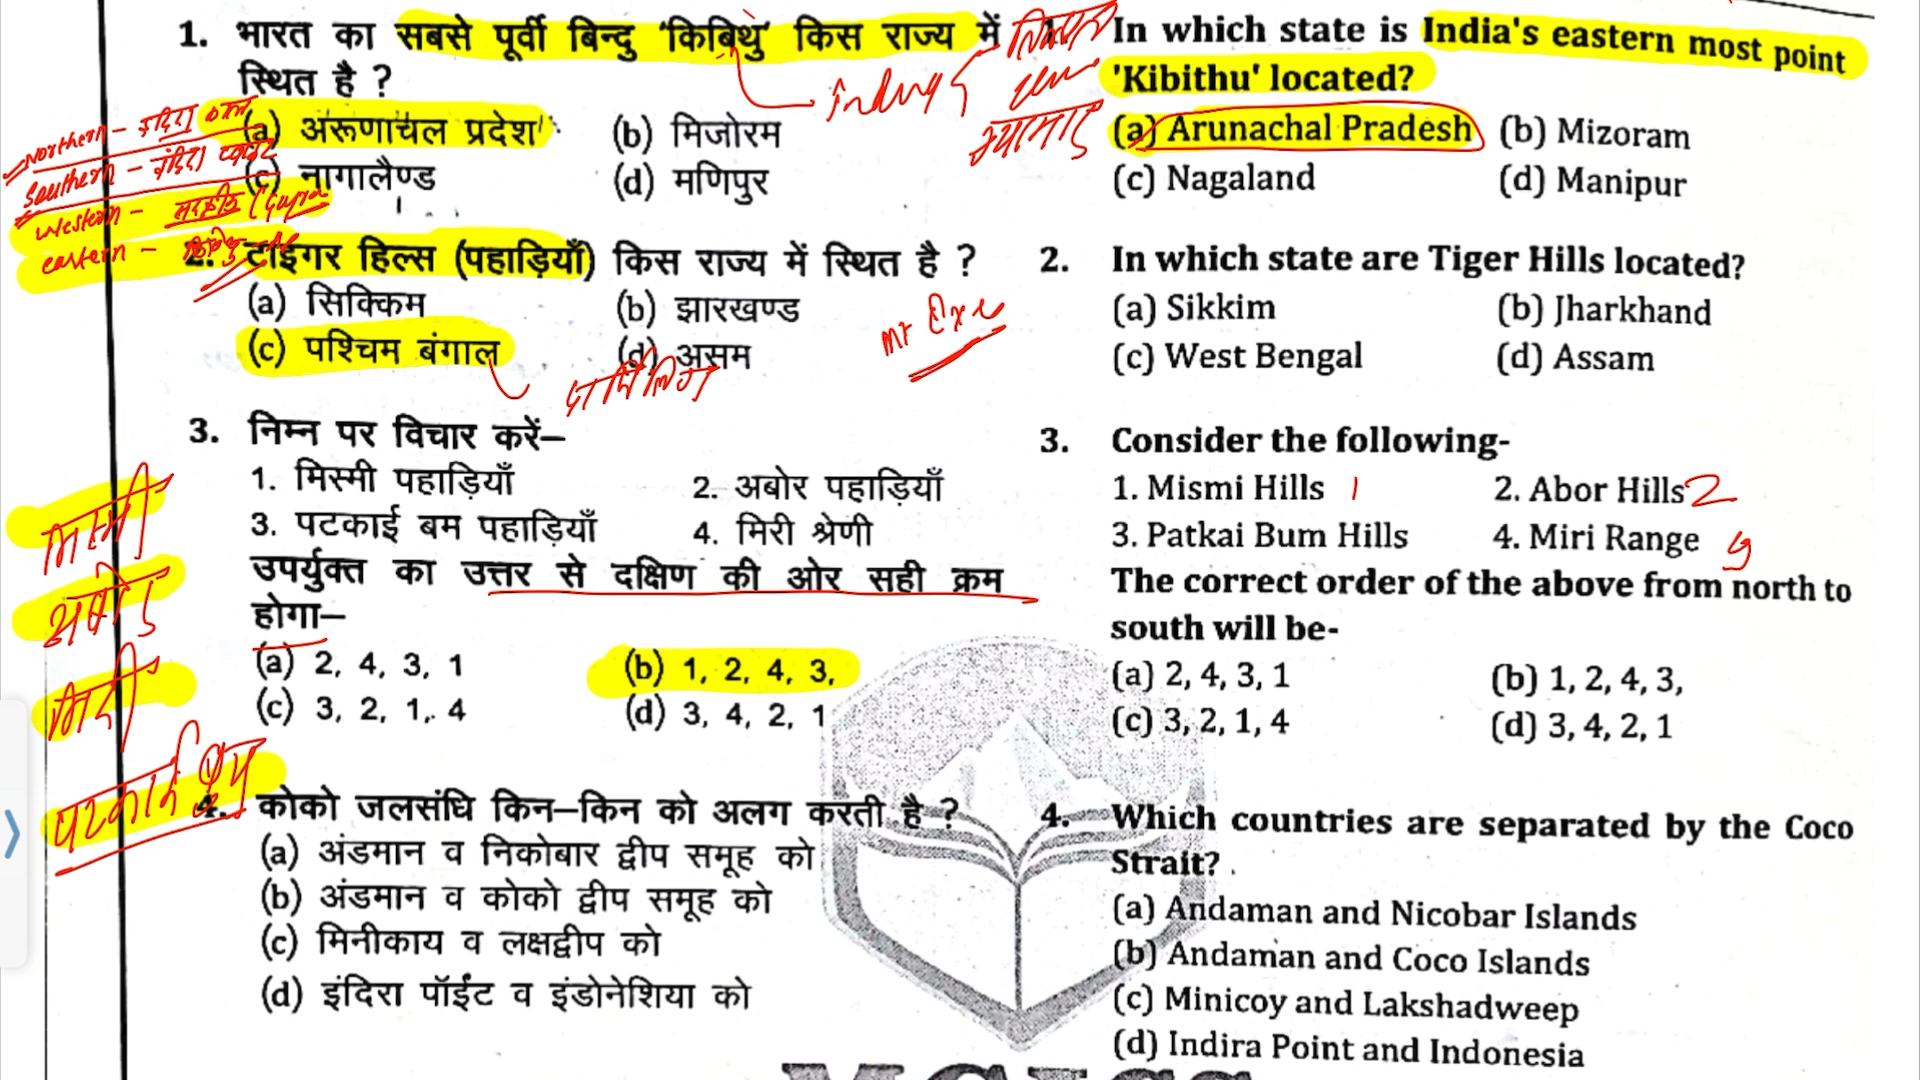 1. भारत का सबसे पूर्वी बिन्दु 'किबिथु' किस राज्य में
स्थित है ?
(a) अरूणाचल प्रदेश
(b) मिजोरम
(c) नागालैण्ड
(d) मणिपुर
Northern –
Southern –
Western –
eastern –
2. टाइगर हिल्स (पहाड़ियाँ) किस राज्य में स्थित है ?
(a) सिक्किम
(b) झारखण्ड
(c) पश्चिम बंगाल
(d) असम
3. निम्न पर विचार करें–
1. मिस्मी पहाड़ियाँ
2. अबोर पहाड़ियाँ
3. पटकाई बम पहाड़ियाँ
4. मिरी श्रेणी
उपर्युक्त का उत्तर से दक्षिण की ओर सही क्रम
होगा–
(a) 2, 4, 3, 1
(b) 1, 2, 4, 3,
(c) 3, 2, 1, 4
(d) 3, 4, 2, 1
मिस्मी
अबोर
मिरी
पटकाई बुम
4. कोको जलसंधि किन–किन को अलग करती है ?
(a) अंडमान व निकोबार द्वीप समूह को
(b) अंडमान व कोको द्वीप समूह को
(c) मिनीकाय व लक्षद्वीप को
(d) इंदिरा पॉईंट व इंडोनेशिया को
In which state is India's eastern most point
'Kibithu' located?
(a) Arunachal Pradesh
(b) Mizoram
(c) Nagaland
(d) Manipur
2. In which state are Tiger Hills located?
(a) Sikkim
(b) Jharkhand
(c) West Bengal
(d) Assam
3. Consider the following-
1. Mismi Hills 1
2. Abor Hills 2
3. Patkai Bum Hills
4. Miri Range
The correct order of the above from north to
south will be-
(a) 2, 4, 3, 1
(b) 1, 2, 4, 3,
(c) 3, 2, 1, 4
(d) 3, 4, 2, 1
4. Which countries are separated by the Coco
Strait?
(a) Andaman and Nicobar Islands
(b) Andaman and Coco Islands
(c) Minicoy and Lakshadweep
(d) Indira Point and Indonesia